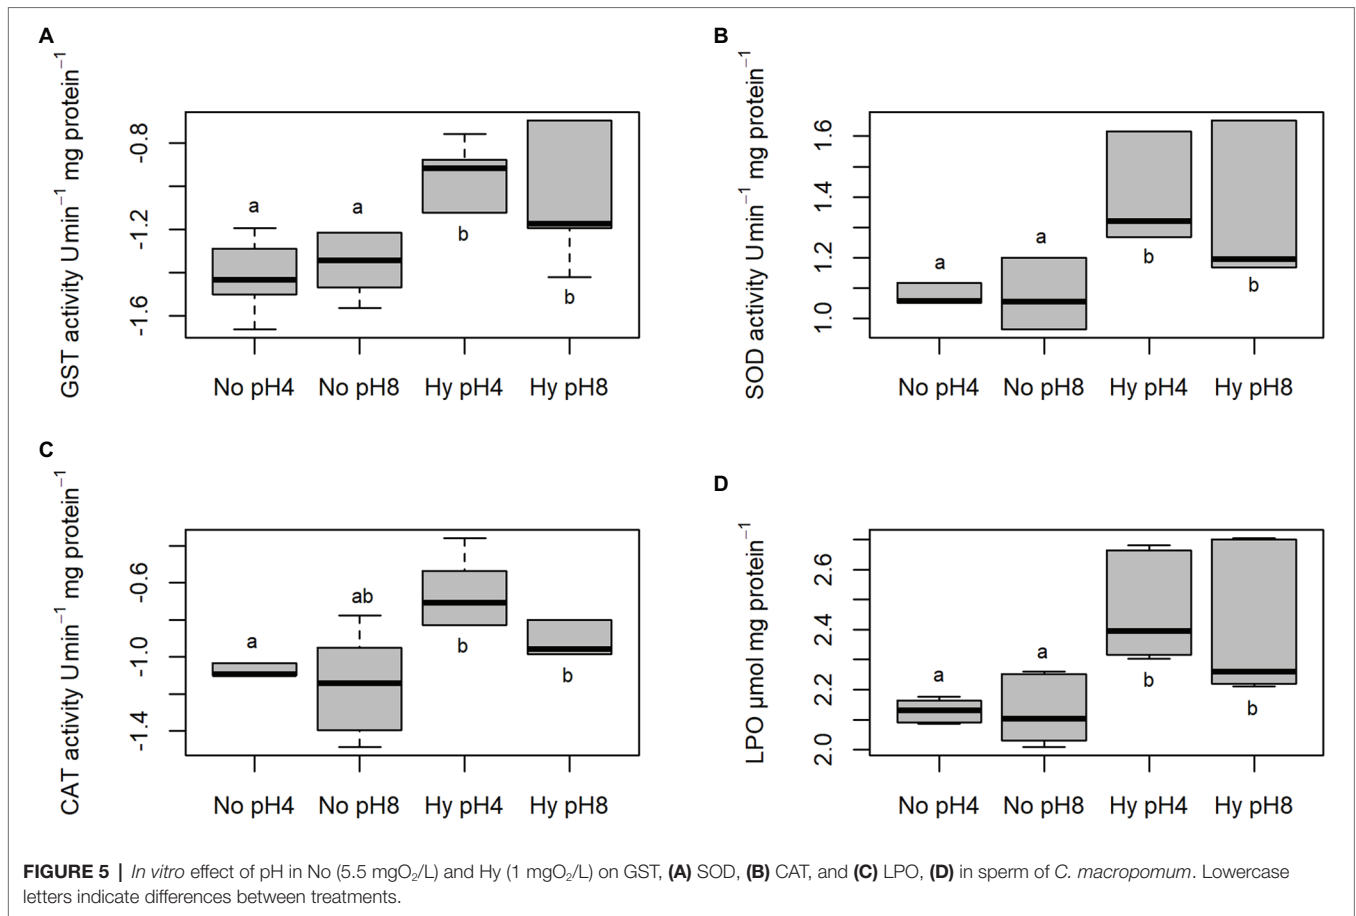 A
GST activity Umin⁻¹ mg protein⁻¹
-0.8
-1.2
-1.6
a
a
b
b
No pH4 No pH8 Hy pH4 Hy pH8
B
SOD activity Umin⁻¹ mg protein⁻¹
1.6
1.4
1.2
1.0
a
a
b
b
No pH4 No pH8 Hy pH4 Hy pH8
C
CAT activity Umin⁻¹ mg protein⁻¹
-0.6
-1.0
-1.4
a
ab
b
b
No pH4 No pH8 Hy pH4 Hy pH8
D
LPO µmol mg protein⁻¹
2.6
2.4
2.2
2.0
a
a
b
b
No pH4 No pH8 Hy pH4 Hy pH8
FIGURE 5 | In vitro effect of pH in No (5.5 mgO₂/L) and Hy (1 mgO₂/L) on GST, (A) SOD, (B) CAT, and (C) LPO, (D) in sperm of C. macropomum. Lowercase
letters indicate differences between treatments.